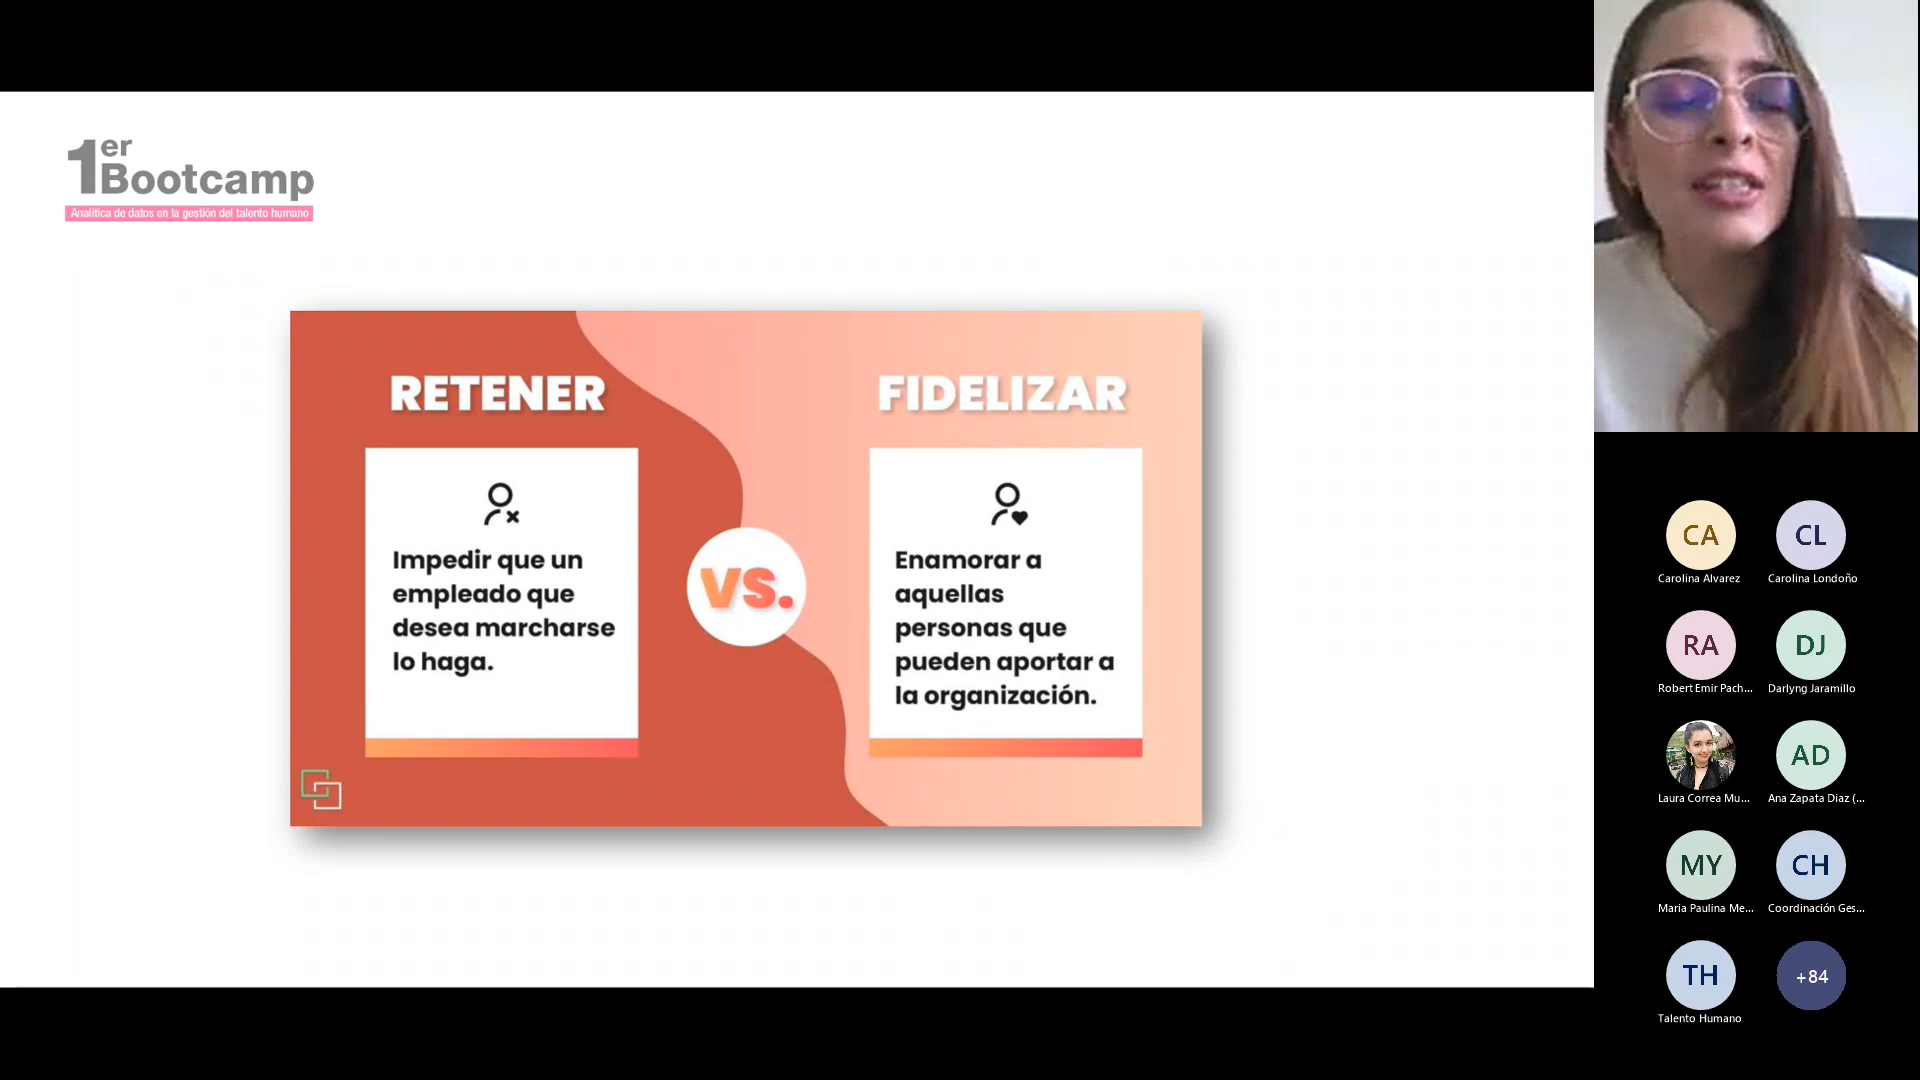 1er
Bootcamp
Analítica de datos en la gestión del talento humano
RETENER
Impedir que un
empleado que
desea marcharse
lo haga.
VS.
FIDELIZAR
Enamorar a
aquellas
personas que
pueden aportar a
la organización.
CA
Carolina Alvarez
CL
Carolina Londoño
RA
Robert Emir Pach...
DJ
Darlyng Jaramillo
Laura Correa Mu...
AD
Ana Zapata Diaz (...
MY
Maria Paulina Me...
CH
Coordinación Ges...
TH
Talento Humano
+84